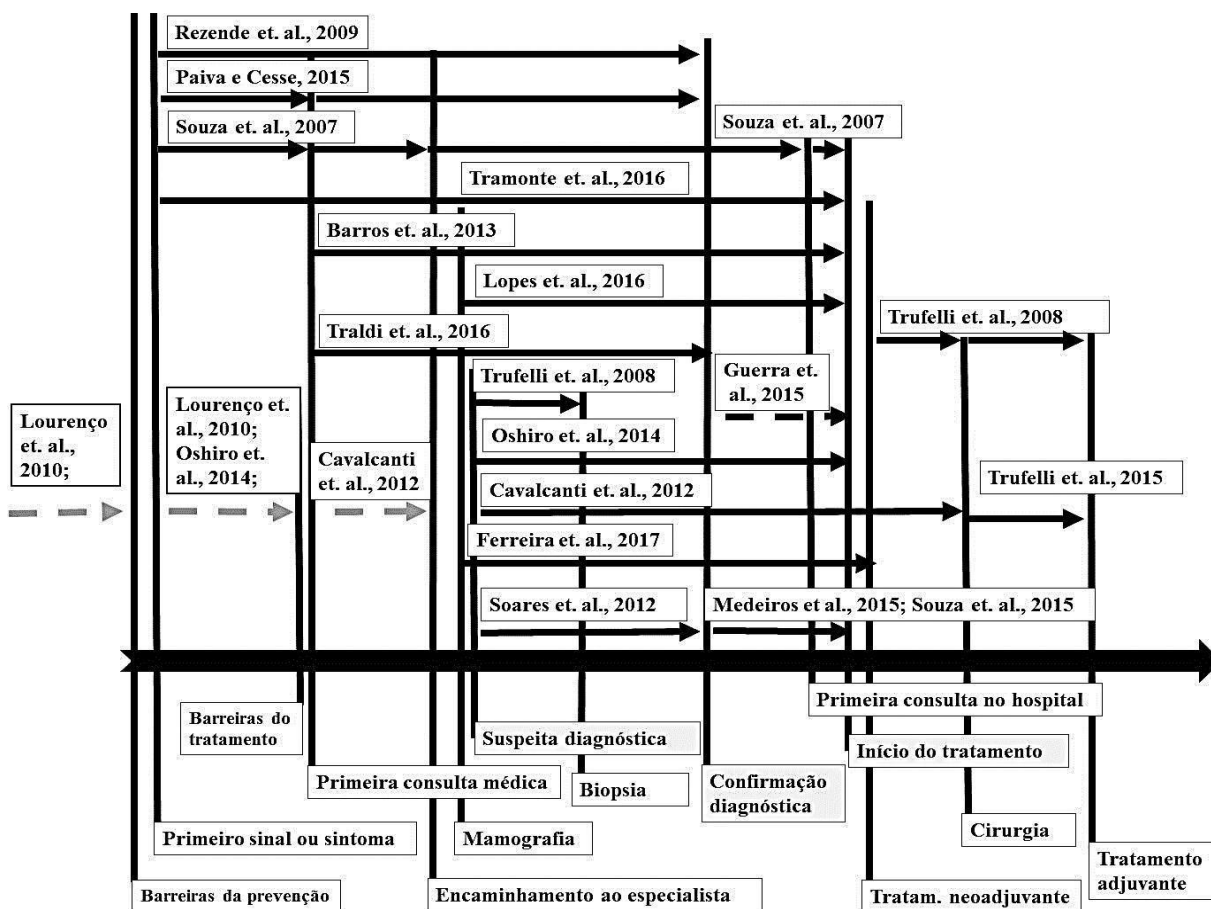 Rezende et. al., 2009
Paiva e Cesse, 2015
Souza et. al., 2007
Souza et. al., 2007
Tramonte et. al., 2016
Barros et. al., 2013
Lopes et. al., 2016
Traldi et. al., 2016
Trufelli et. al., 2008
Trufelli et. al., 2008
Guerra et.
al., 2015
Lourenço
et. al.,
2010;
Lourenço et.
al., 2010;
Oshiro et.
al., 2014;
Cavalcanti
et. al., 2012
Oshiro et. al., 2014
Cavalcanti et. al., 2012
Trufelli et. al., 2015
Ferreira et. al., 2017
Soares et. al., 2012
Medeiros et al., 2015; Souza et. al., 2015
Primeira consulta no hospital
Barreiras do
tratamento
Suspeita diagnóstica
Início do tratamento
Primeira consulta médica
Biopsia
Confirmação
diagnóstica
Primeiro sinal ou sintoma
Mamografia
Cirurgia
Tratamento
adjuvante
Barreiras da prevenção
Encaminhamento ao especialista
Tratam. neoadjuvante